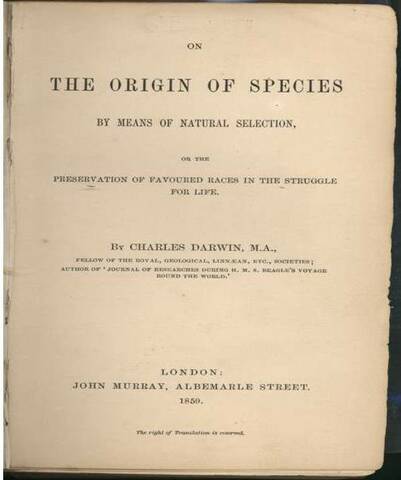 ON
THE ORIGIN OF SPECIES
BY MEANS OF NATURAL SELECTION,
OR THE
PRESERVATION OF FAVOURED RACES IN THE STRUGGLE
FOR LIFE.
BY CHARLES DARWIN, M.A.,
FELLOW OF THE ROYAL, GEOLOGICAL, LINNÆAN, ETC., SOCIETIES;
AUTHOR OF 'JOURNAL OF RESEARCHES DURING H. M. S. BEAGLE'S VOYAGE
ROUND THE WORLD.'
LONDON:
JOHN MURRAY, ALBEMARLE STREET.
1859.
The right of Translation is reserved.